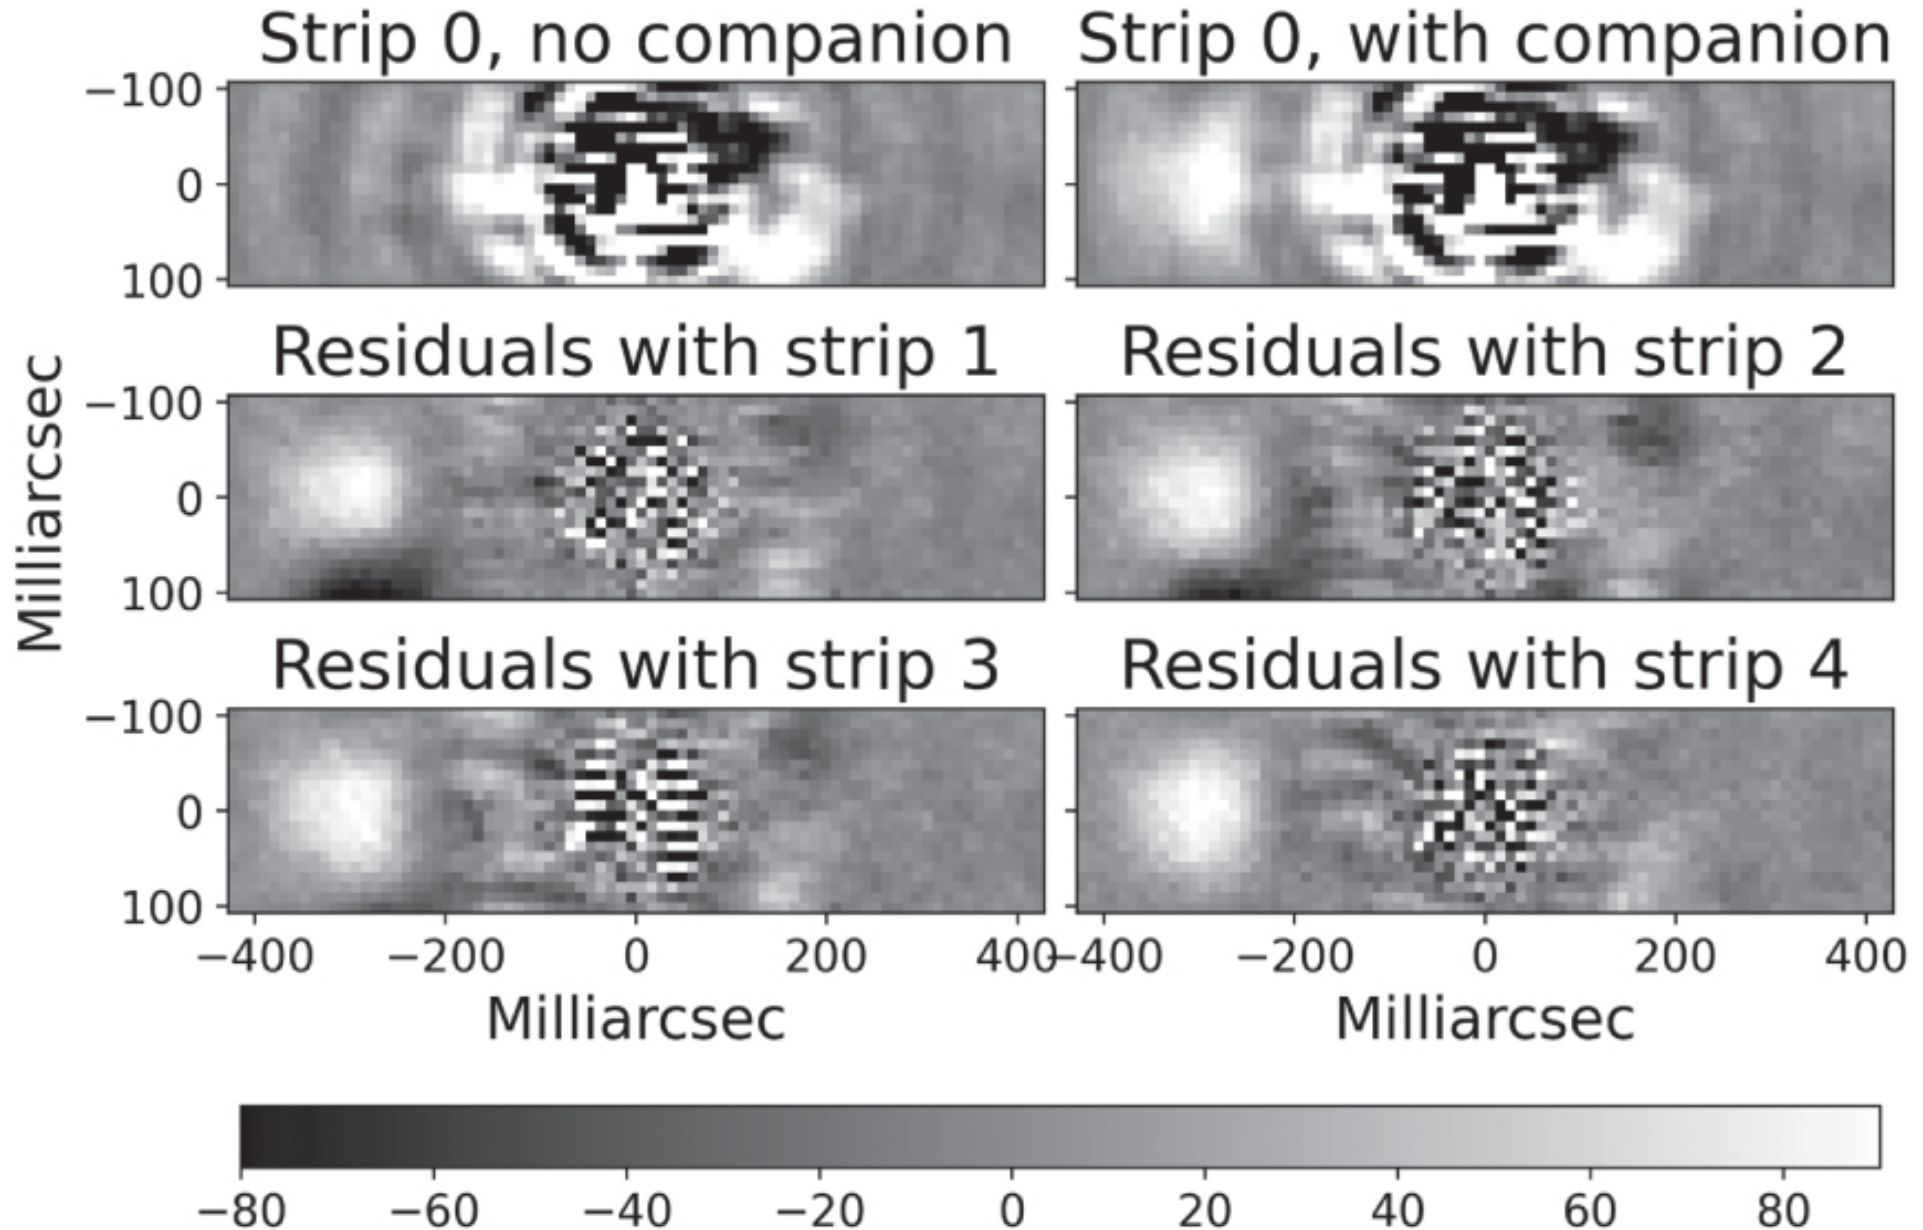 Strip 0, no companion
Strip 0, with companion
−100
0
100
Residuals with strip 1
Residuals with strip 2
−100
0
100
Residuals with strip 3
Residuals with strip 4
−100
0
100
Milliarcsec
−400 −200 0 200 400
−400 −200 0 200 400
Milliarcsec
Milliarcsec
−80 −60 −40 −20 0 20 40 60 80